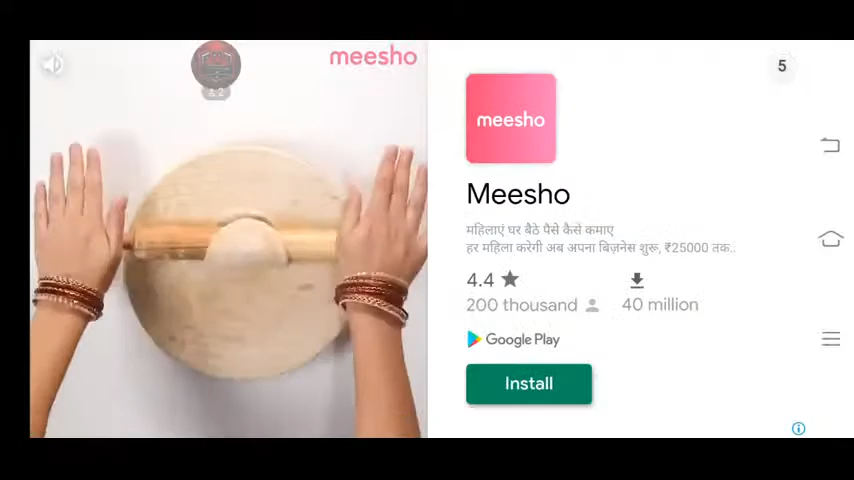 meesho
2
5
meesho
Meesho
महिलाएं घर बैठे पैसे कैसे कमाए
हर महिला करेगी अब अपना बिज़नेस शुरू, ₹25000 तक..
4.4
200 thousand
40 million
Google Play
Install